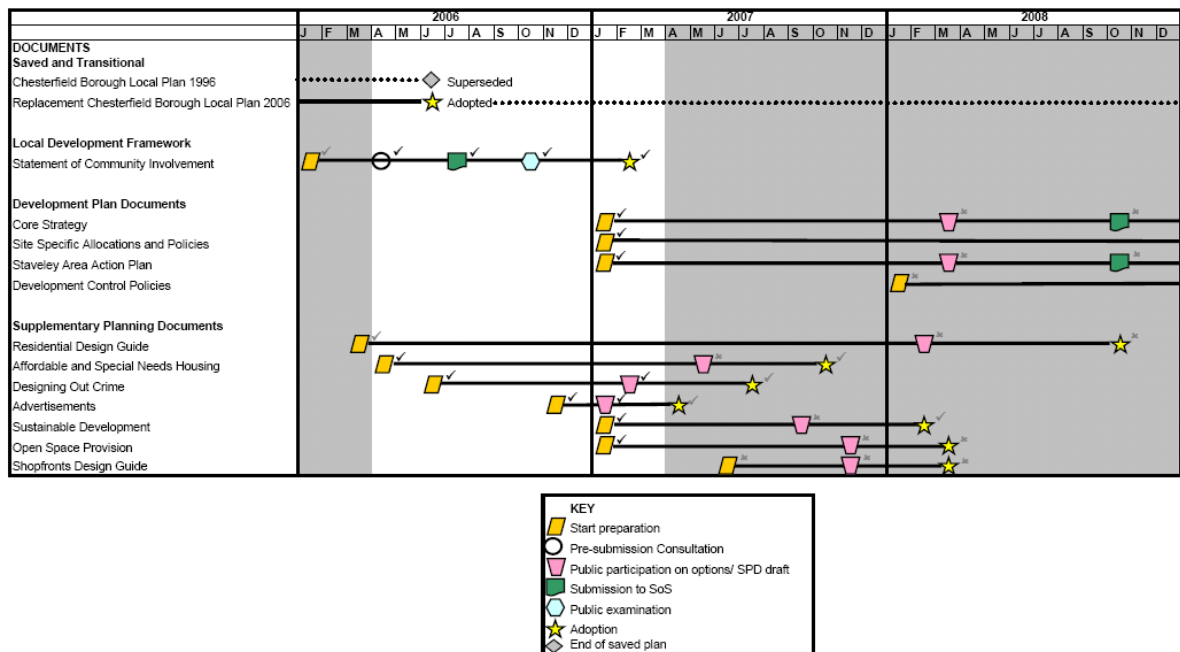 2006 2007 2008
J F M A M J J A S O N D J F M A M J J A S O N D J F M A M J J A S O N D
DOCUMENTS
Saved and Transitional
Chesterfield Borough Local Plan 1996 Superseded
Replacement Chesterfield Borough Local Plan 2006 Adopted
Local Development Framework
Statement of Community Involvement
Development Plan Documents
Core Strategy
Site Specific Allocations and Policies
Staveley Area Action Plan
Development Control Policies
Supplementary Planning Documents
Residential Design Guide
Affordable and Special Needs Housing
Designing Out Crime
Advertisements
Sustainable Development
Open Space Provision
Shopfronts Design Guide
KEY
Start preparation
Pre-submission Consultation
Public participation on options/ SPD draft
Submission to SoS
Public examination
Adoption
End of saved plan